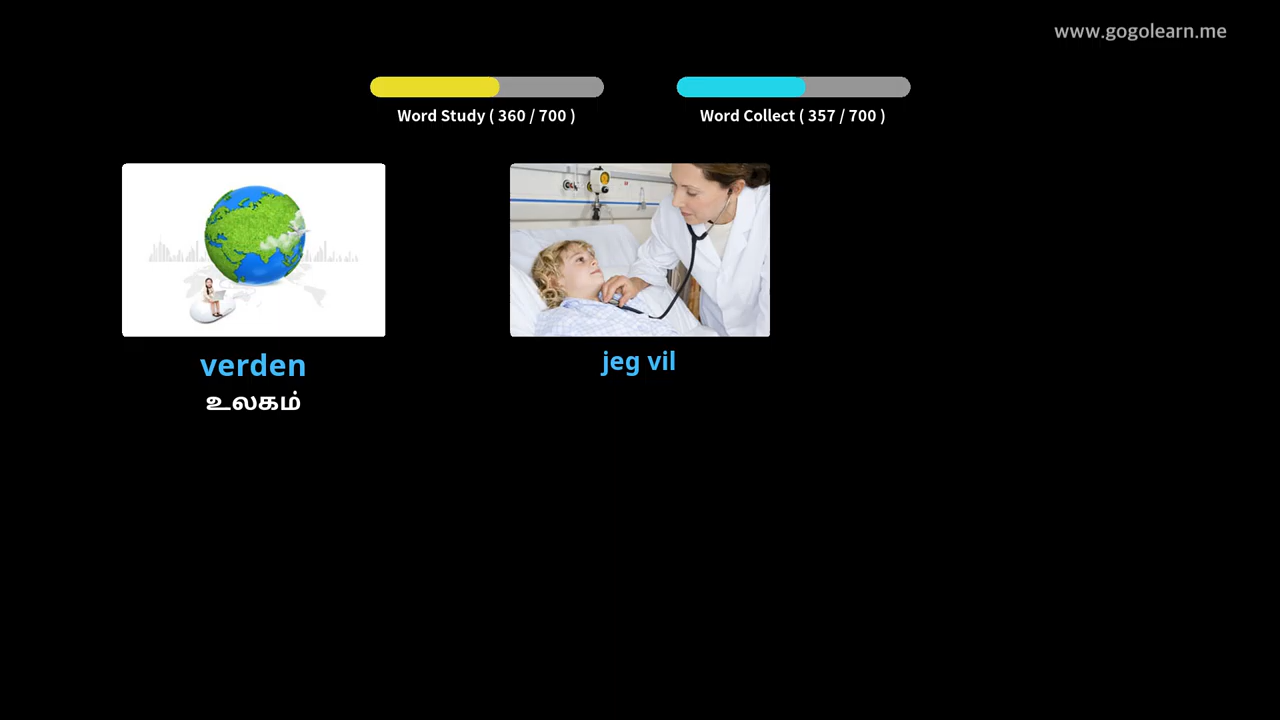 www.gogolearn.me
Word Study ( 360 / 700 )
Word Collect ( 357 / 700 )
verden
உலகம்
jeg vil